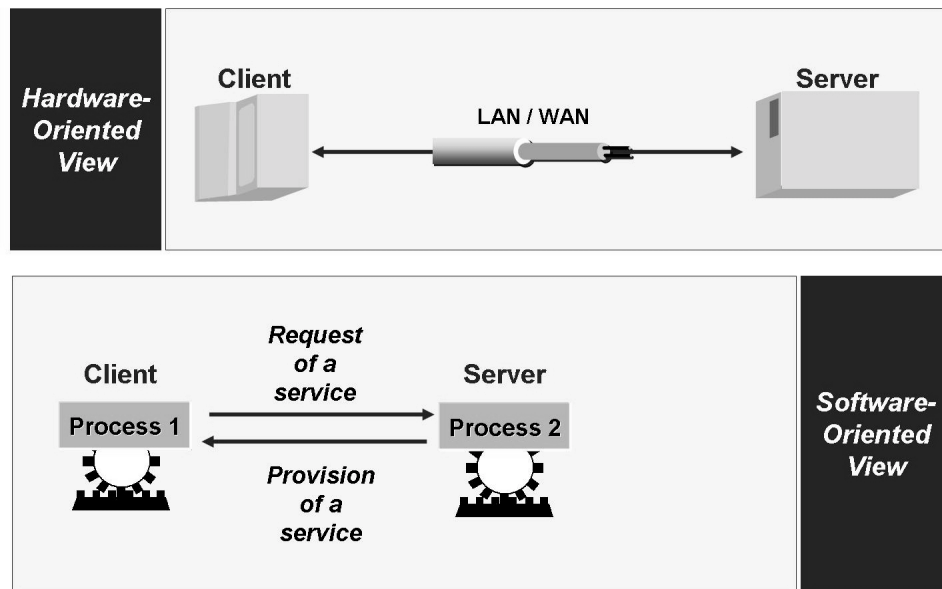 Hardware-
Oriented
View
Client
LAN / WAN
Server
Client
Process 1
Request
of a
service
Provision
of a
service
Server
Process 2
Software-
Oriented
View